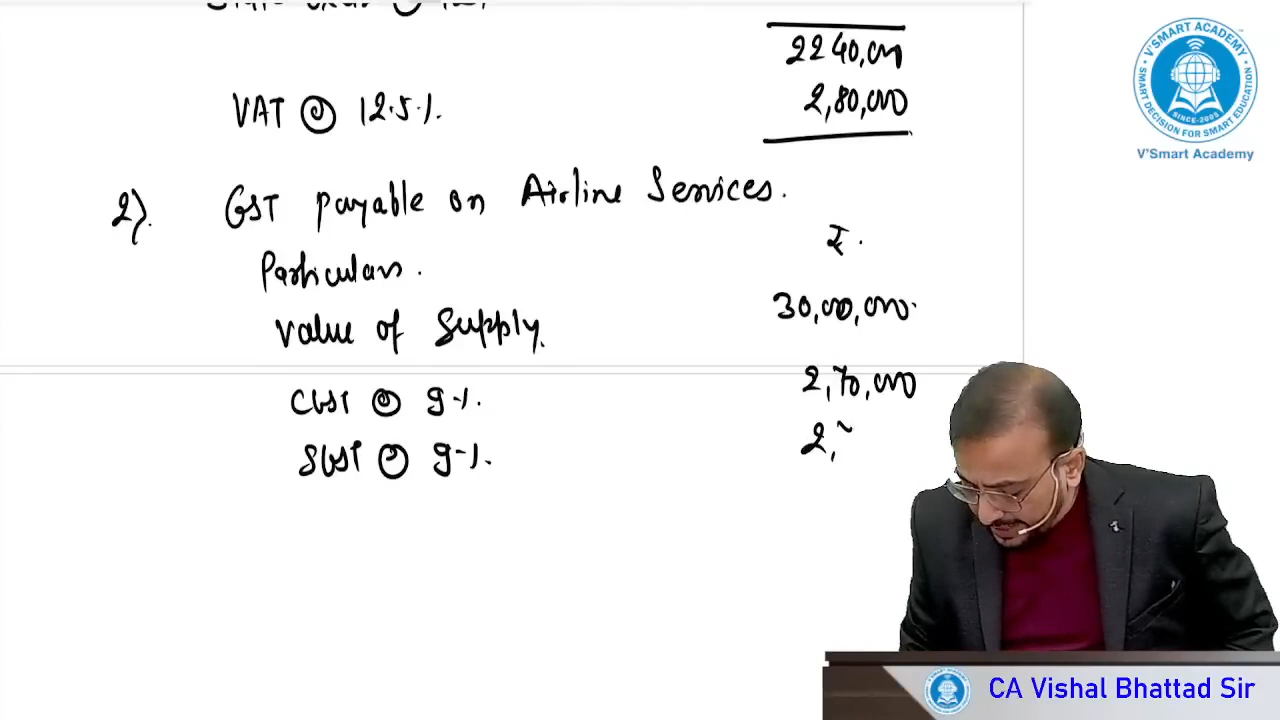 2240,000
VAT @ 12.5%.
2,80,000
2). GST payable on Airline Services.
Particulars. ₹.
Value of Supply. 30,00,000.
CGST @ 9%. 2,70,000
SGST @ 9%. 2,
V'SMART ACADEMY
SMART DECISION FOR SMART EDUCATION
SINCE-2005
V'Smart Academy
CA Vishal Bhattad Sir